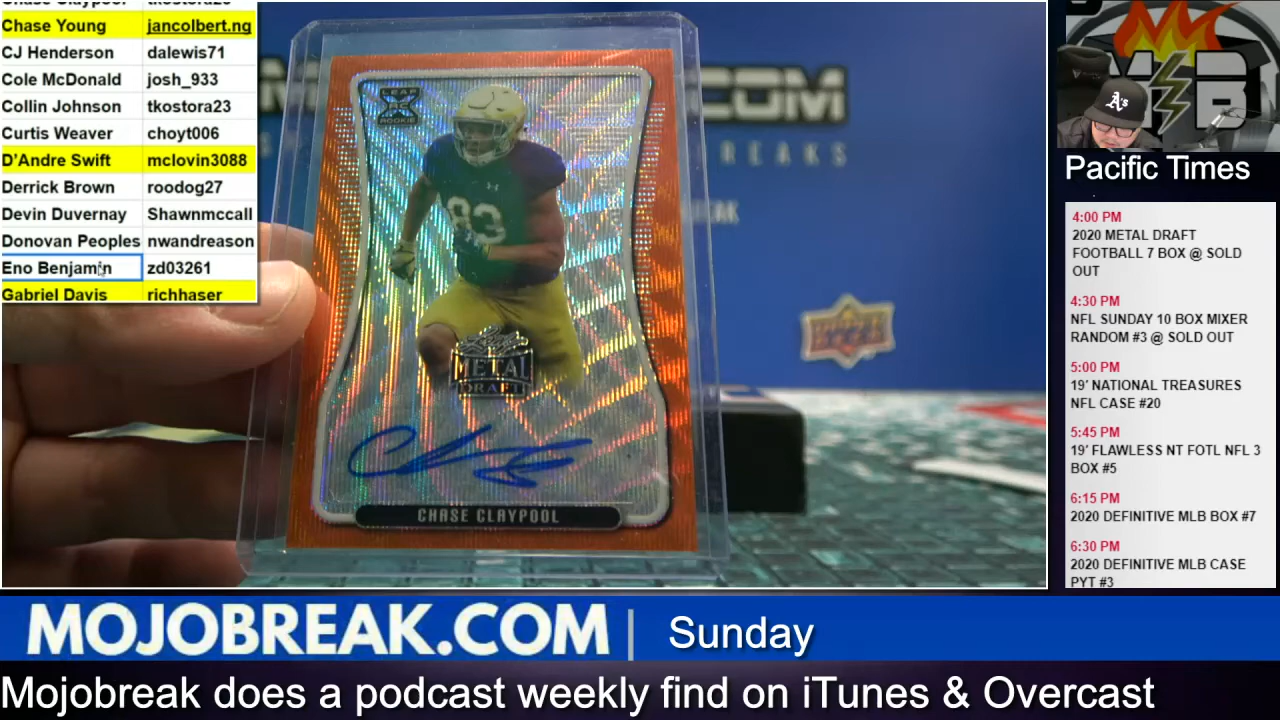 Chase Young jancolbert.ng
CJ Henderson dalewis71
Cole McDonald josh_933
Collin Johnson tkostora23
Curtis Weaver choyt006
D'Andre Swift mclovin3088
Derrick Brown roodog27
Devin Duvernay Shawnmccall
Donovan Peoples nwandreason
Eno Benjamin zd03261
Gabriel Davis richhaser
LEAF
RC
ROOKIE
83
Leaf
METAL
DRAFT
CHASE CLAYPOOL
.COM
BREAKS
A's
Pacific Times
4:00 PM
2020 METAL DRAFT
FOOTBALL 7 BOX @ SOLD
OUT
4:30 PM
NFL SUNDAY 10 BOX MIXER
RANDOM #3 @ SOLD OUT
5:00 PM
19' NATIONAL TREASURES
NFL CASE #20
5:45 PM
19' FLAWLESS NT FOTL NFL 3
BOX #5
6:15 PM
2020 DEFINITIVE MLB BOX #7
6:30 PM
2020 DEFINITIVE MLB CASE
PYT #3
MOJOBREAK.COM | Sunday
Mojobreak does a podcast weekly find on iTunes & Overcast